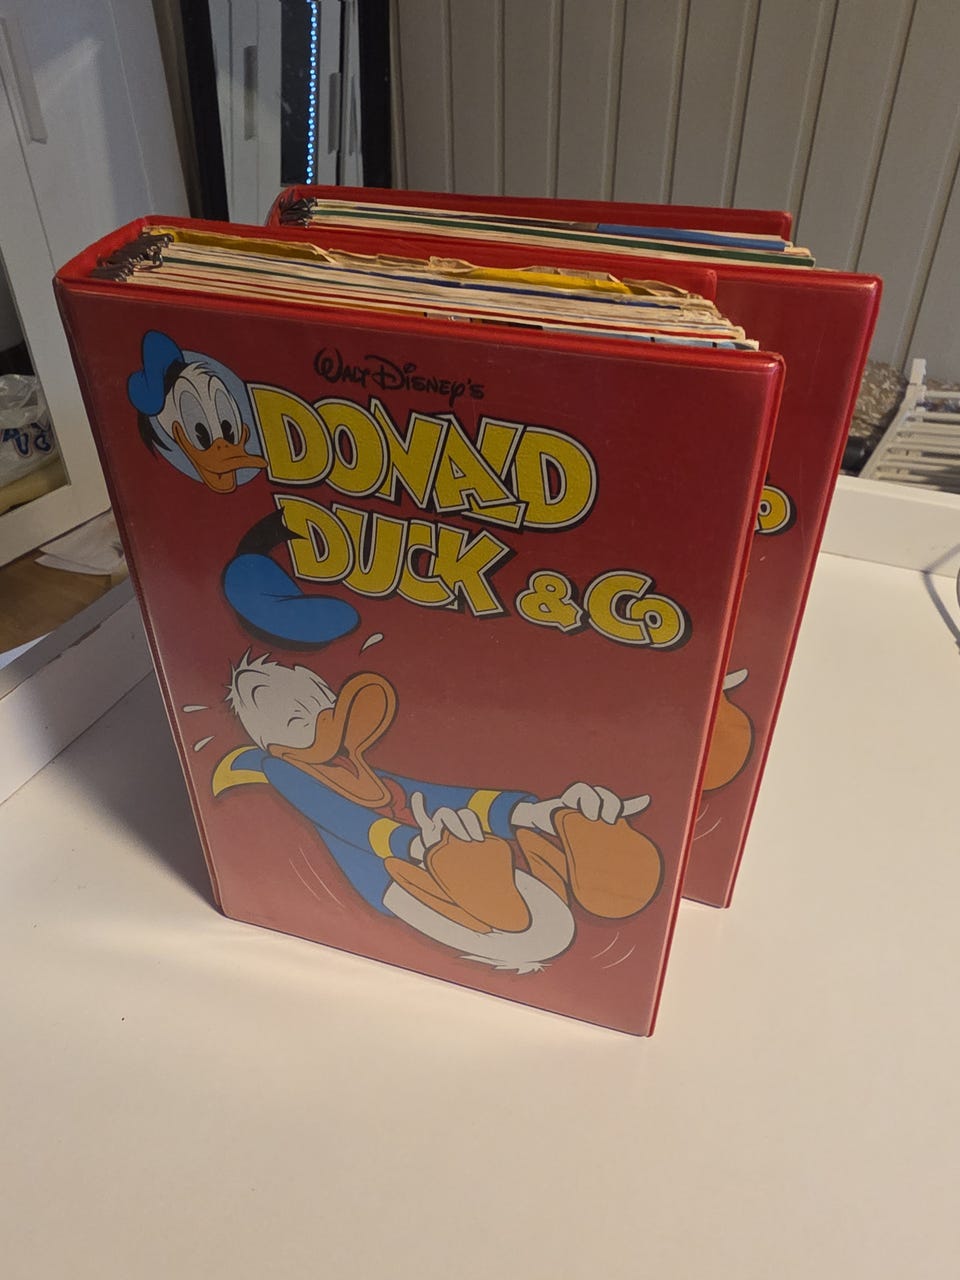 WALT DISNEY'S
DONALD
DUCK & Co
o